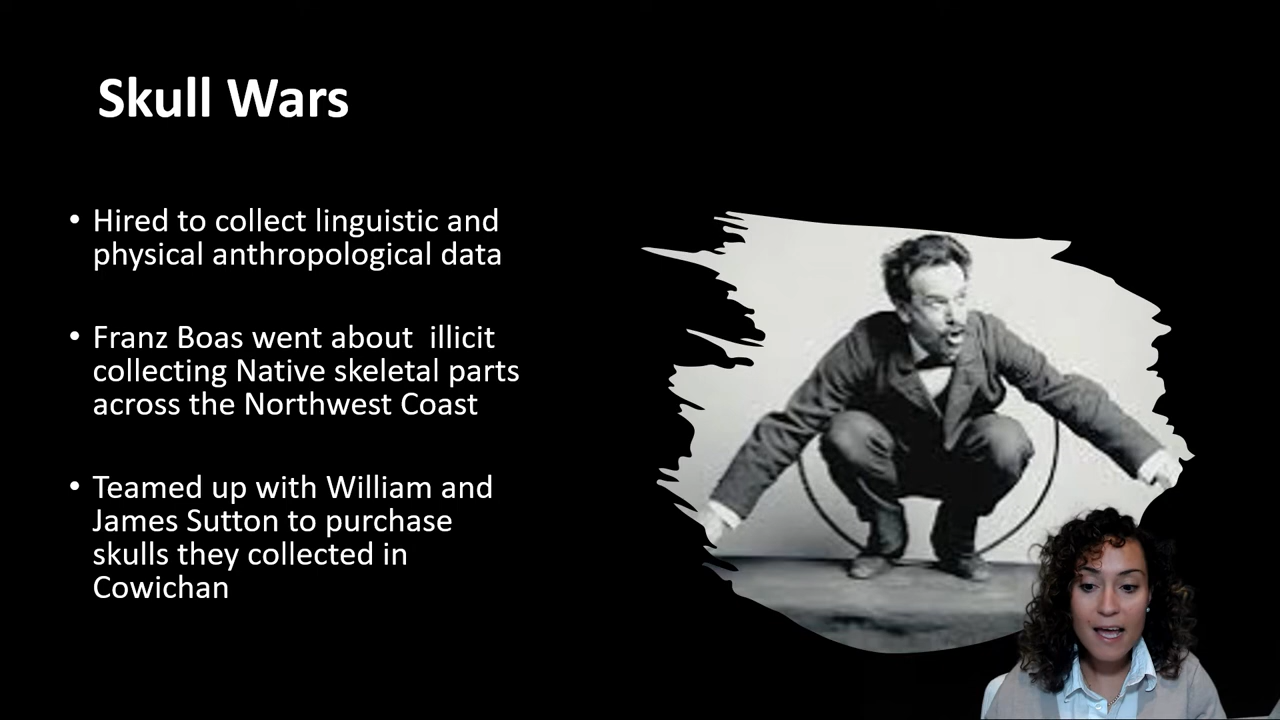 Skull Wars
• Hired to collect linguistic and
physical anthropological data
• Franz Boas went about  illicit
collecting Native skeletal parts
across the Northwest Coast
• Teamed up with William and
James Sutton to purchase
skulls they collected in
Cowichan